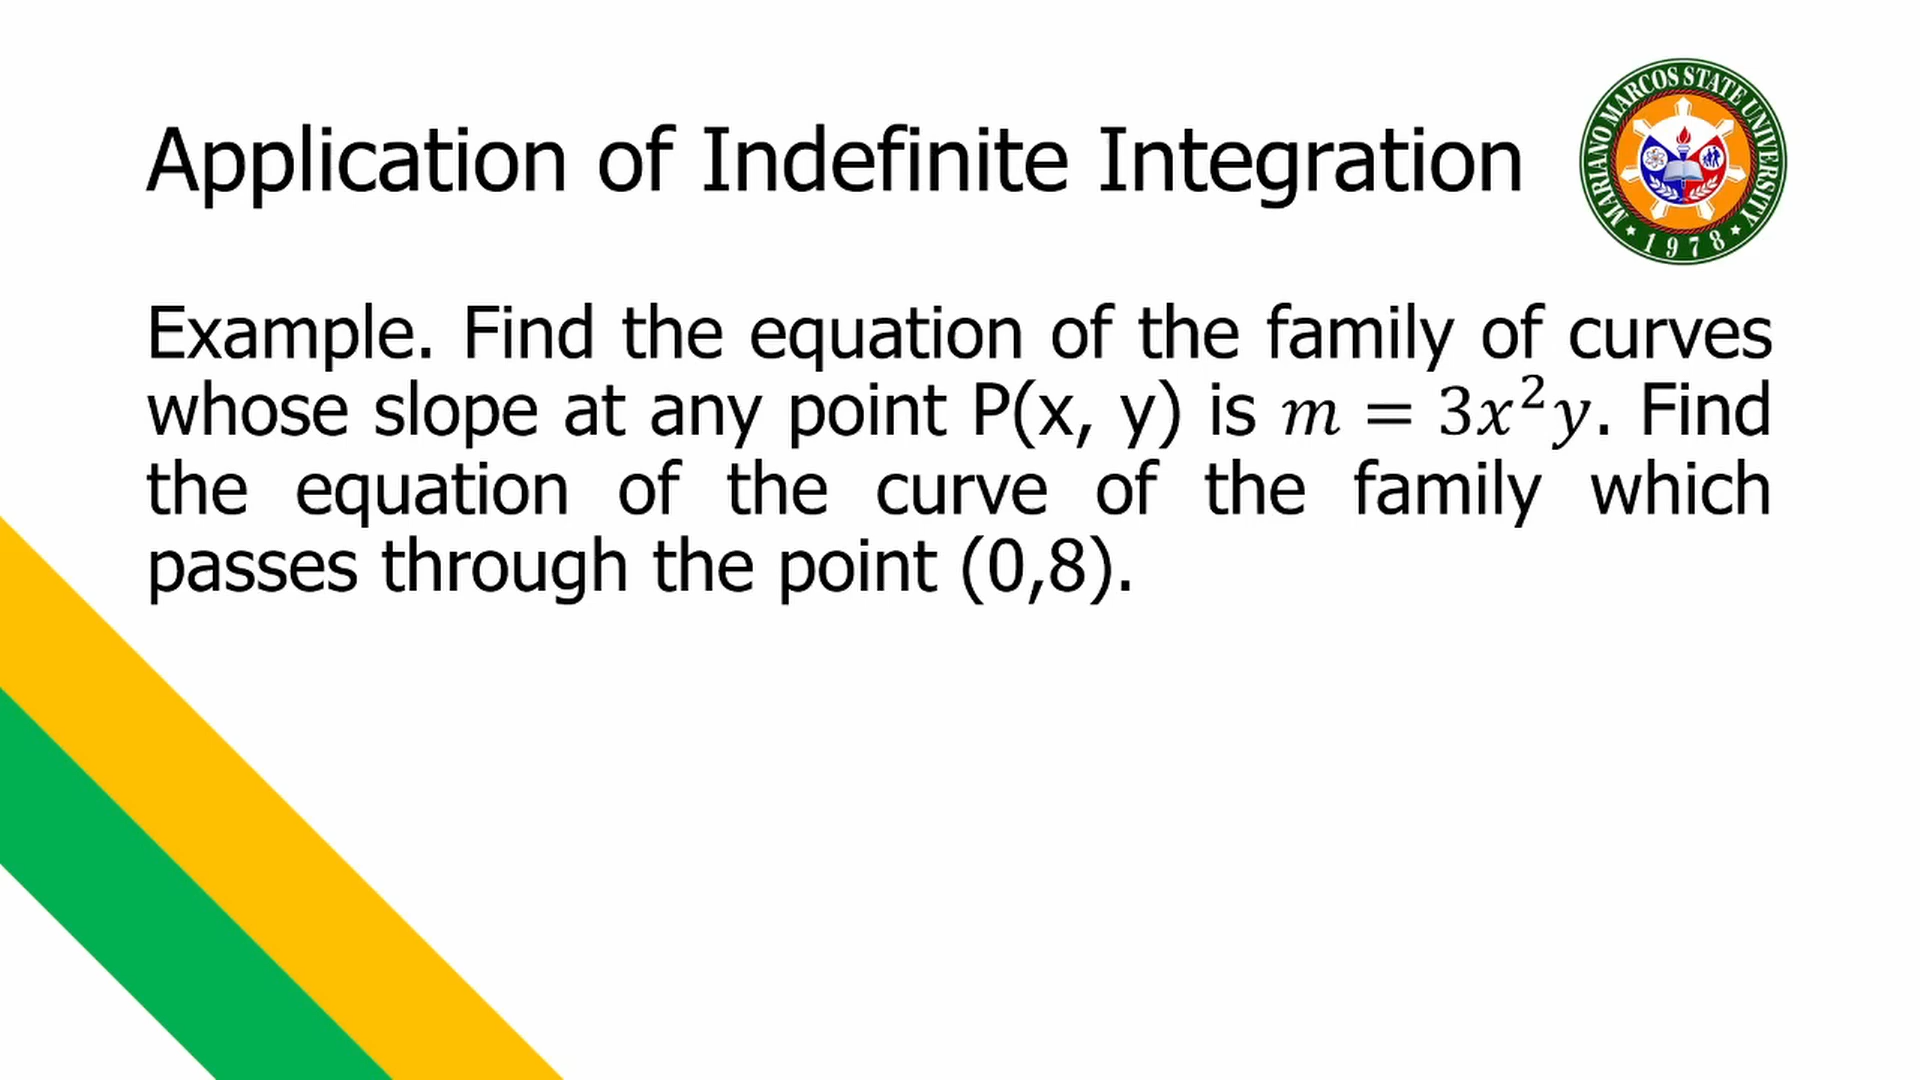 Application of Indefinite Integration
MARIANO MARCOS STATE UNIVERSITY
1978
Example. Find the equation of the family of curves
whose slope at any point P(x, y) is m = 3x²y. Find
the equation of the curve of the family which
passes through the point (0,8).